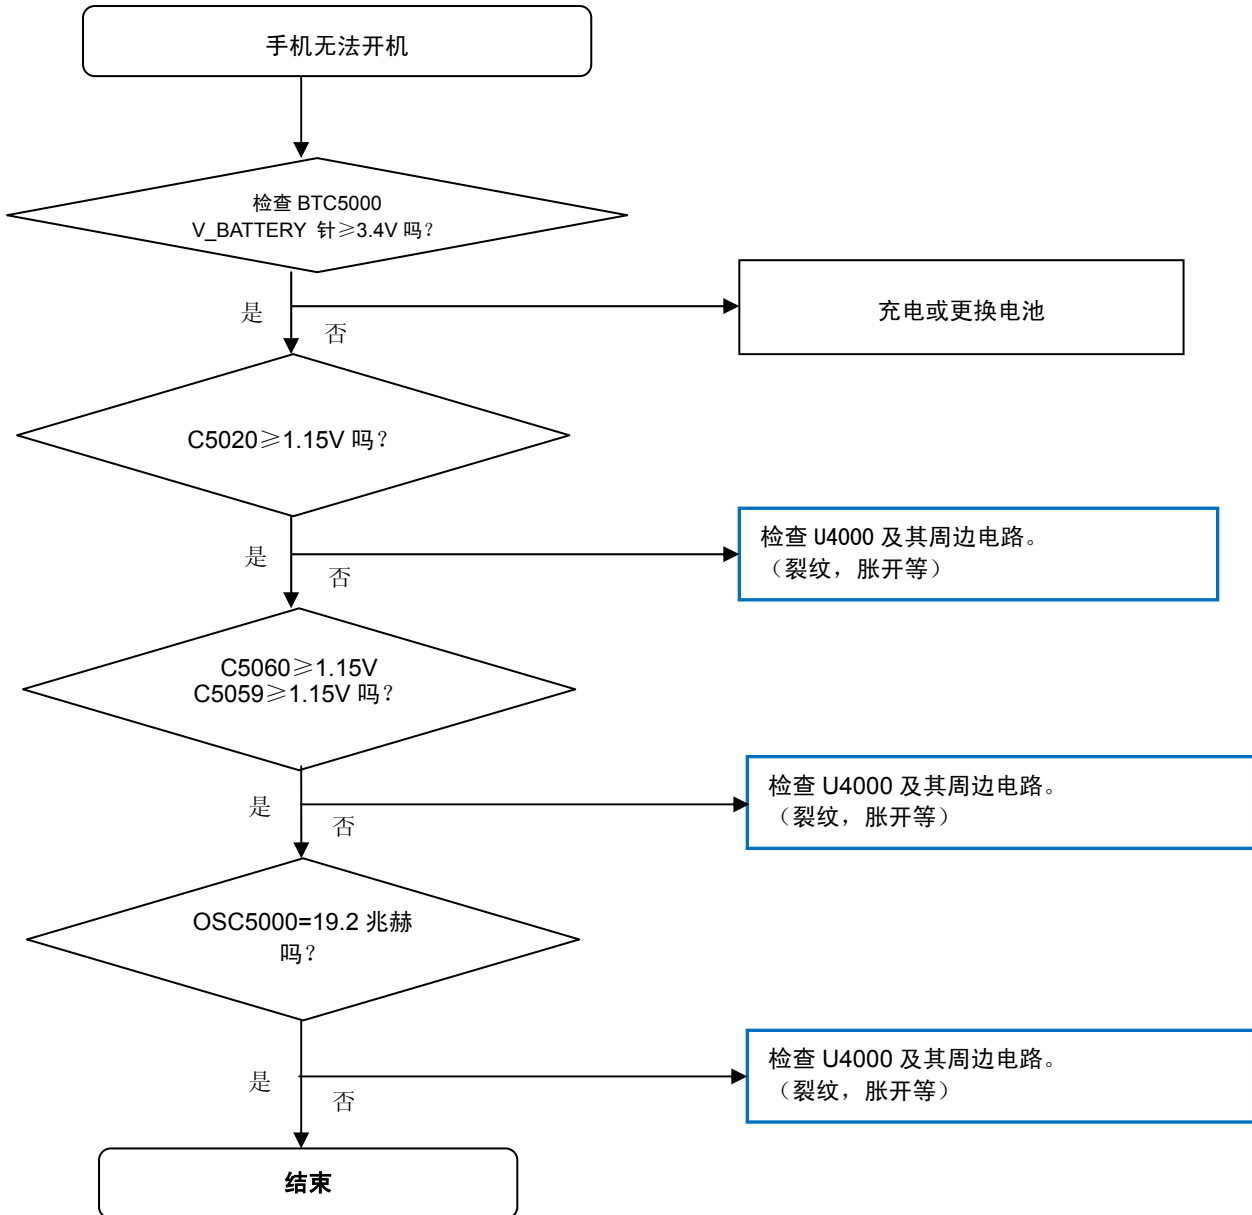 手机无法开机
检查 BTC5000
V_BATTERY 针≥3.4V 吗?
是
否
充电或更换电池
C5020≥1.15V 吗?
是
否
检查 U4000 及其周边电路。
（裂纹，胀开等）
C5060≥1.15V
C5059≥1.15V 吗?
是
否
检查 U4000 及其周边电路。
（裂纹，胀开等）
OSC5000=19.2 兆赫
吗?
是
否
检查 U4000 及其周边电路。
（裂纹，胀开等）
结束